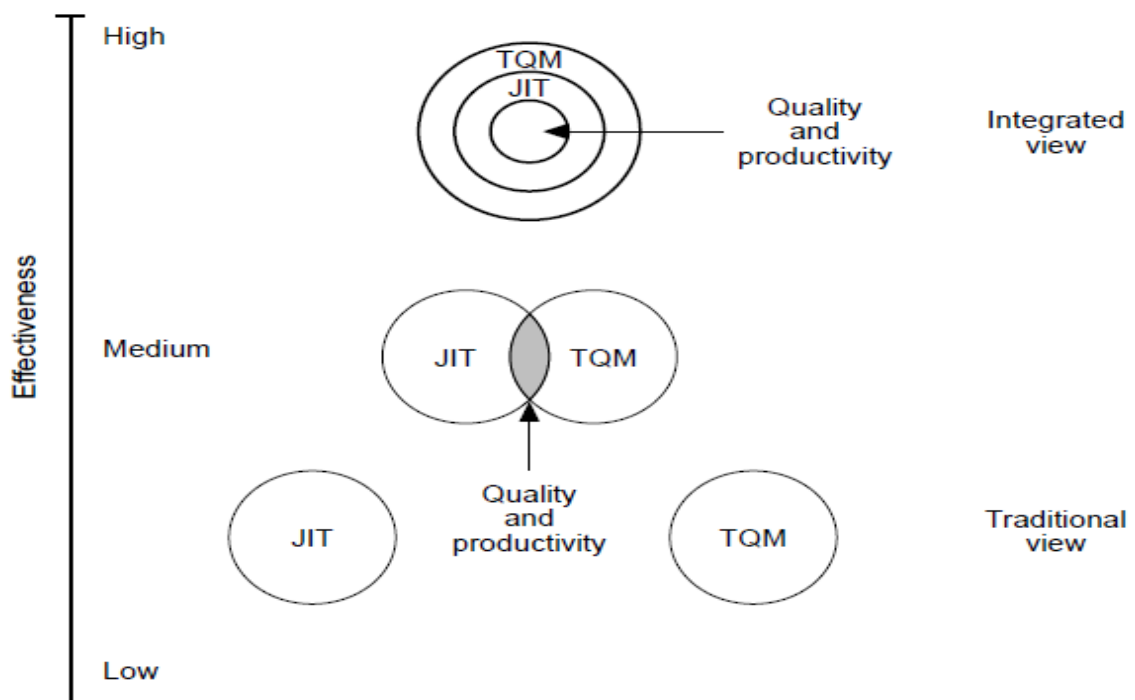 High
TQM
JIT
Quality
and
productivity
Integrated
view
Effectiveness
Medium
JIT
TQM
Quality
and
productivity
JIT
TQM
Traditional
view
Low